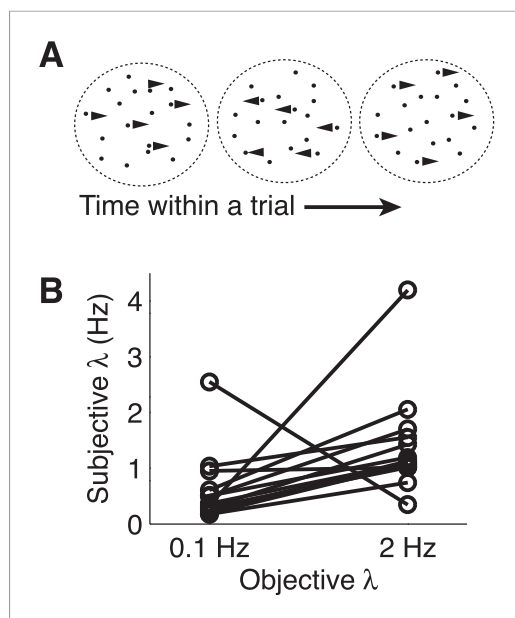 A
Time within a trial
B
Subjective λ (Hz)
4
3
2
1
0
0.1 Hz 2 Hz
Objective λ